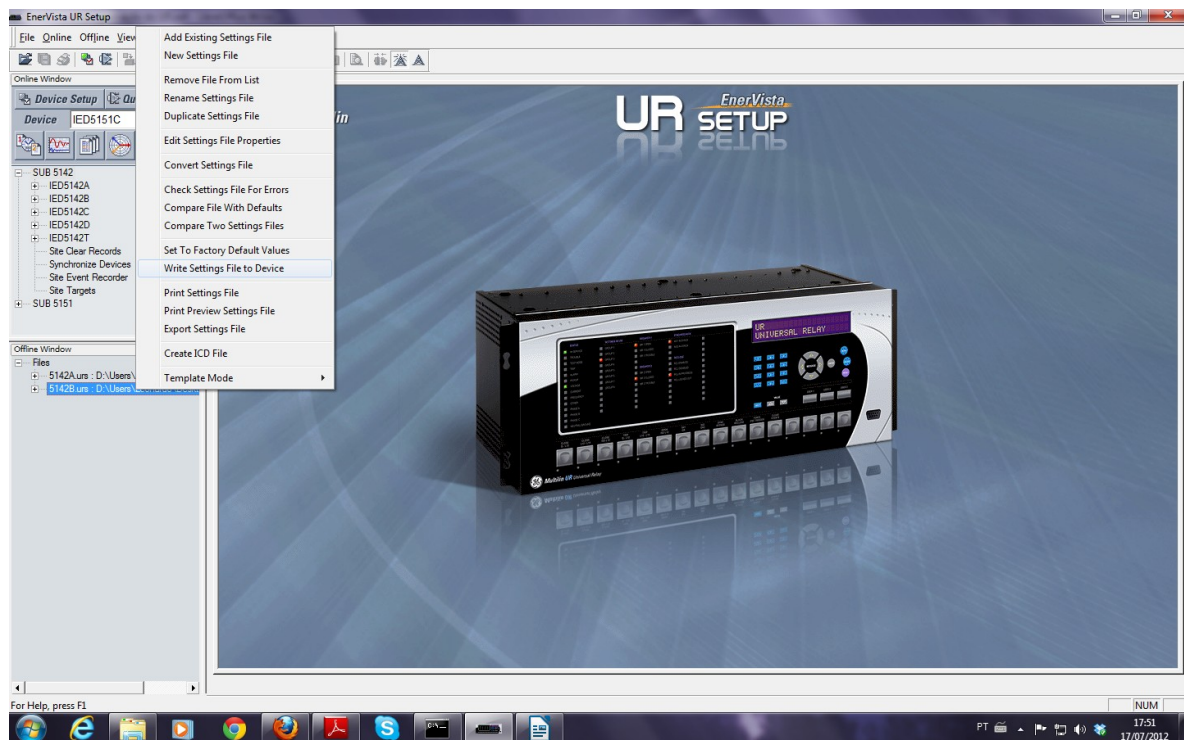 EnerVista UR Setup
File Online Offline View
Online Window
Device Setup Qu
Device IED5151C
SUB 5142
IED5142A
IED5142B
IED5142C
IED5142D
IED5142T
Site Clear Records
Synchronize Devices
Site Event Recorder
Site Targets
SUB 5151
Offline Window
Files
5142A.urs : D:\Users\
5142B.urs : D:\Users\
Add Existing Settings File
New Settings File
Remove File From List
Rename Settings File
Duplicate Settings File
Edit Settings File Properties
Convert Settings File
Check Settings File For Errors
Compare File With Defaults
Compare Two Settings Files
Set To Factory Default Values
Write Settings File to Device
Print Settings File
Print Preview Settings File
Export Settings File
Create ICD File
Template Mode
in
UR EnerVista
SETUP
UR
UNIVERSAL RELAY
Multilin UR Universal Relay
For Help, press F1
NUM
PT
17:51
17/07/2012